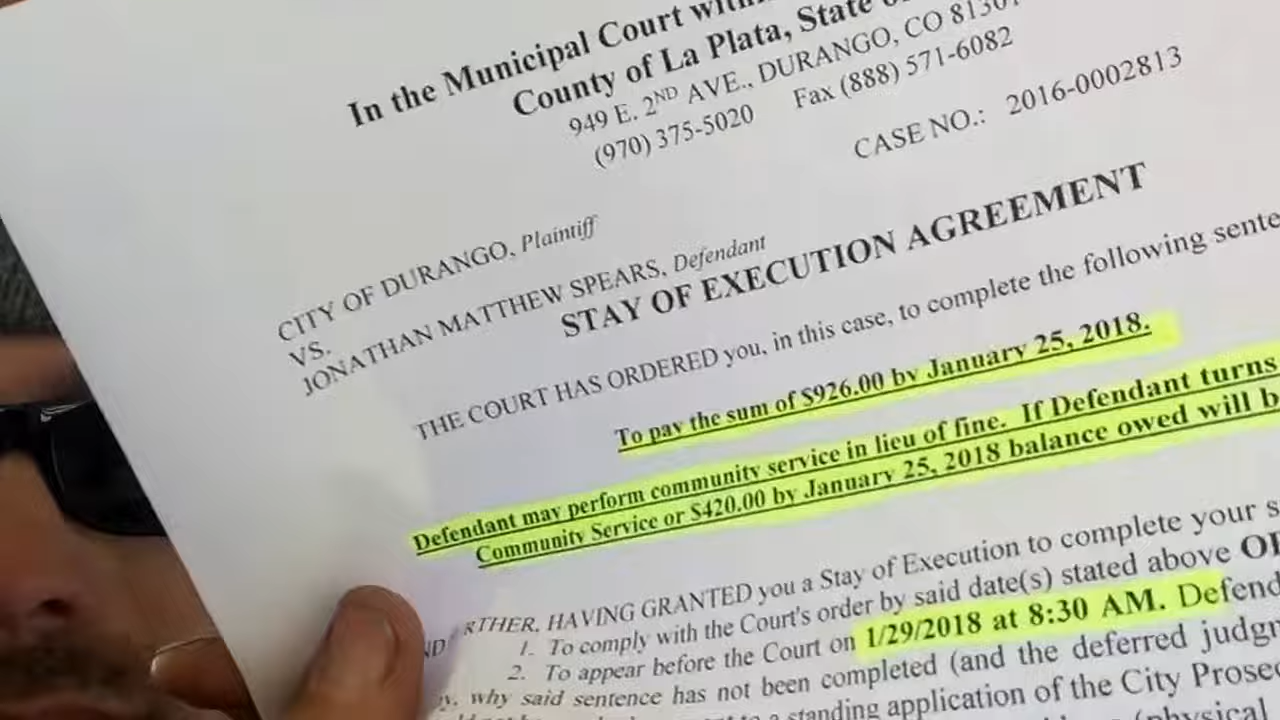 In the Municipal Court
County of La Plata, State
949 E. 2ND AVE., DURANGO, CO
(970) 375-5020 Fax (888) 571-6082
CASE NO.: 2016-0002813
CITY OF DURANGO, Plaintiff
VS.
JONATHAN MATTHEW SPEARS, Defendant
STAY OF EXECUTION AGREEMENT
THE COURT HAS ORDERED you, in this case, to complete the following
To pay the sum of $926.00 by January 25, 2018.
Defendant may perform community service in lieu of fine. If Defendant turns
Community Service or $420.00 by January 25, 2018 balance owed will
HAVING GRANTED you a Stay of Execution to complete your
1. To comply with the Court's order by said date(s) stated above
2. To appear before the Court on 1/29/2018 at 8:30 AM.
why said sentence has not been completed (and the deferred
a standing application of the City
(physical